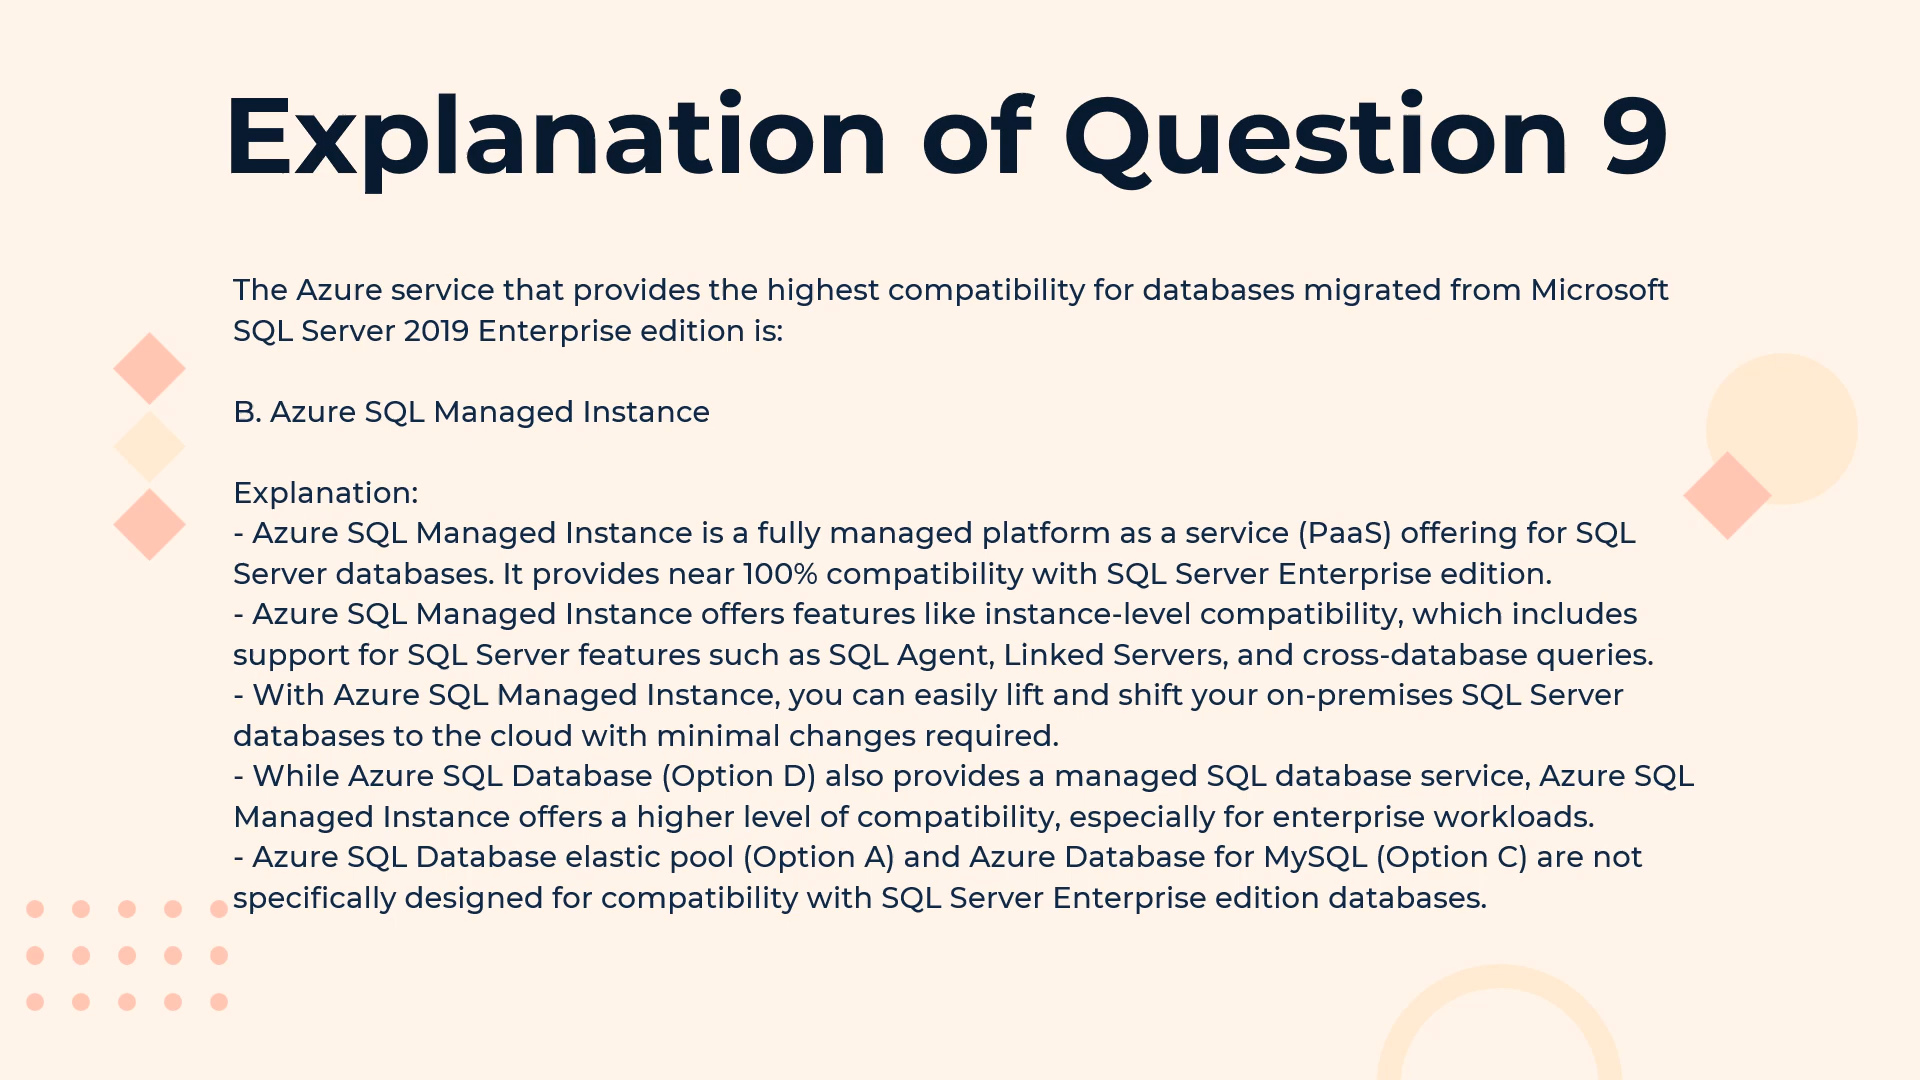 Explanation of Question 9
The Azure service that provides the highest compatibility for databases migrated from Microsoft
SQL Server 2019 Enterprise edition is:
B. Azure SQL Managed Instance
Explanation:
- Azure SQL Managed Instance is a fully managed platform as a service (PaaS) offering for SQL
Server databases. It provides near 100% compatibility with SQL Server Enterprise edition.
- Azure SQL Managed Instance offers features like instance-level compatibility, which includes
support for SQL Server features such as SQL Agent, Linked Servers, and cross-database queries.
- With Azure SQL Managed Instance, you can easily lift and shift your on-premises SQL Server
databases to the cloud with minimal changes required.
- While Azure SQL Database (Option D) also provides a managed SQL database service, Azure SQL
Managed Instance offers a higher level of compatibility, especially for enterprise workloads.
- Azure SQL Database elastic pool (Option A) and Azure Database for MySQL (Option C) are not
specifically designed for compatibility with SQL Server Enterprise edition databases.